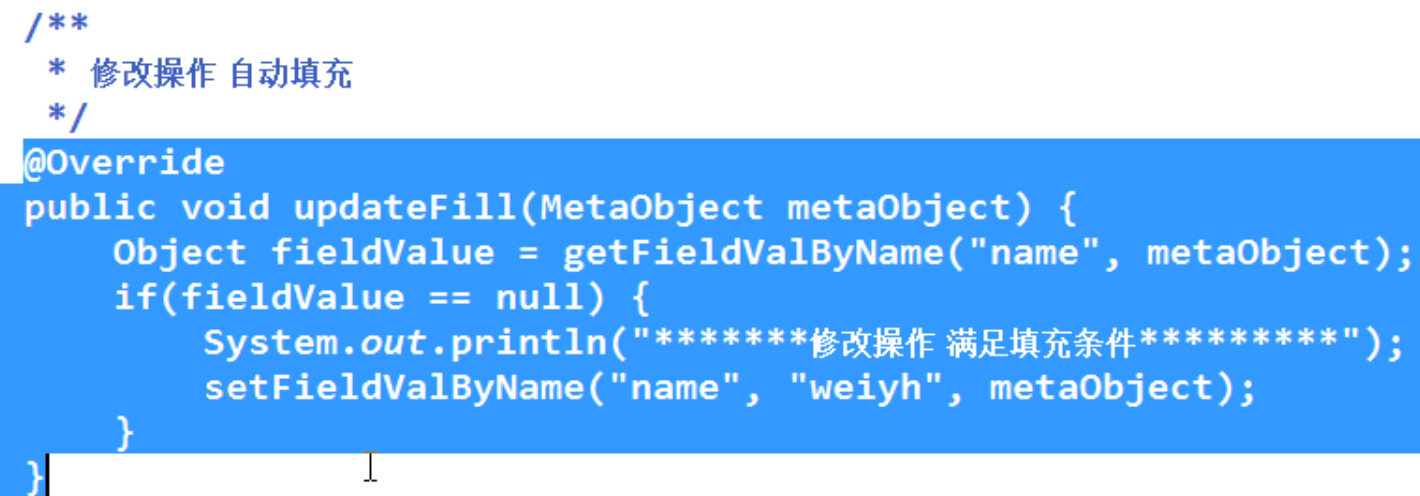 /**
 * 修改操作 自动填充
 */
@Override
public void updateFill(MetaObject metaObject) {
    Object fieldValue = getFieldValByName("name", metaObject);
    if(fieldValue == null) {
        System.out.println("*******修改操作 满足填充条件*********");
        setFieldValByName("name", "weiyh", metaObject);
    }
}